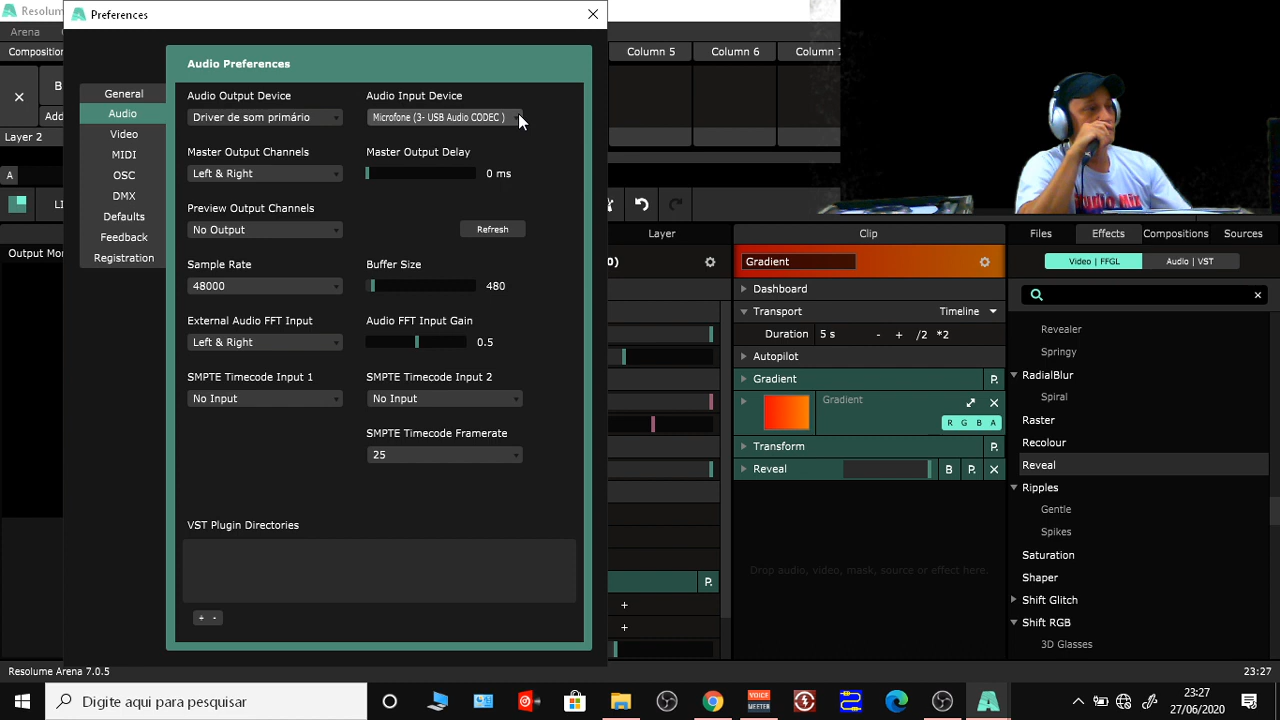 Resolum
Preferences
Arena
Compositio
Column 5
Column 6
Column 7
B
Add
Layer 2
A
Audio Preferences
General
Audio
Video
MIDI
OSC
DMX
Defaults
Feedback
Registration
Audio Output Device
Audio Input Device
Driver de som primário
Microfone (3- USB Audio CODEC )
Master Output Channels
Master Output Delay
Left & Right
0 ms
Preview Output Channels
No Output
Refresh
Sample Rate
Buffer Size
48000
480
External Audio FFT Input
Audio FFT Input Gain
Left & Right
0.5
SMPTE Timecode Input 1
SMPTE Timecode Input 2
No Input
No Input
SMPTE Timecode Framerate
25
VST Plugin Directories
+ -
Output Mon
Layer
Clip
Files
Effects
Compositions
Sources
Gradient
Dashboard
Transport
Timeline
Duration
5 s
- + /2 *2
Autopilot
Gradient
P.
Gradient
R G B A
Transform
P.
Reveal
B
P.
Drop audio, video, mask, source or effect here.
P.
+
+
Video | FFGL
Audio | VST
Revealer
Springy
RadialBlur
Spiral
Raster
Recolour
Reveal
Ripples
Gentle
Spikes
Saturation
Shaper
Shift Glitch
Shift RGB
3D Glasses
Resolume Arena 7.0.5
23:27
Digite aqui para pesquisar
VOICE
MEETER
23:27
27/06/2020